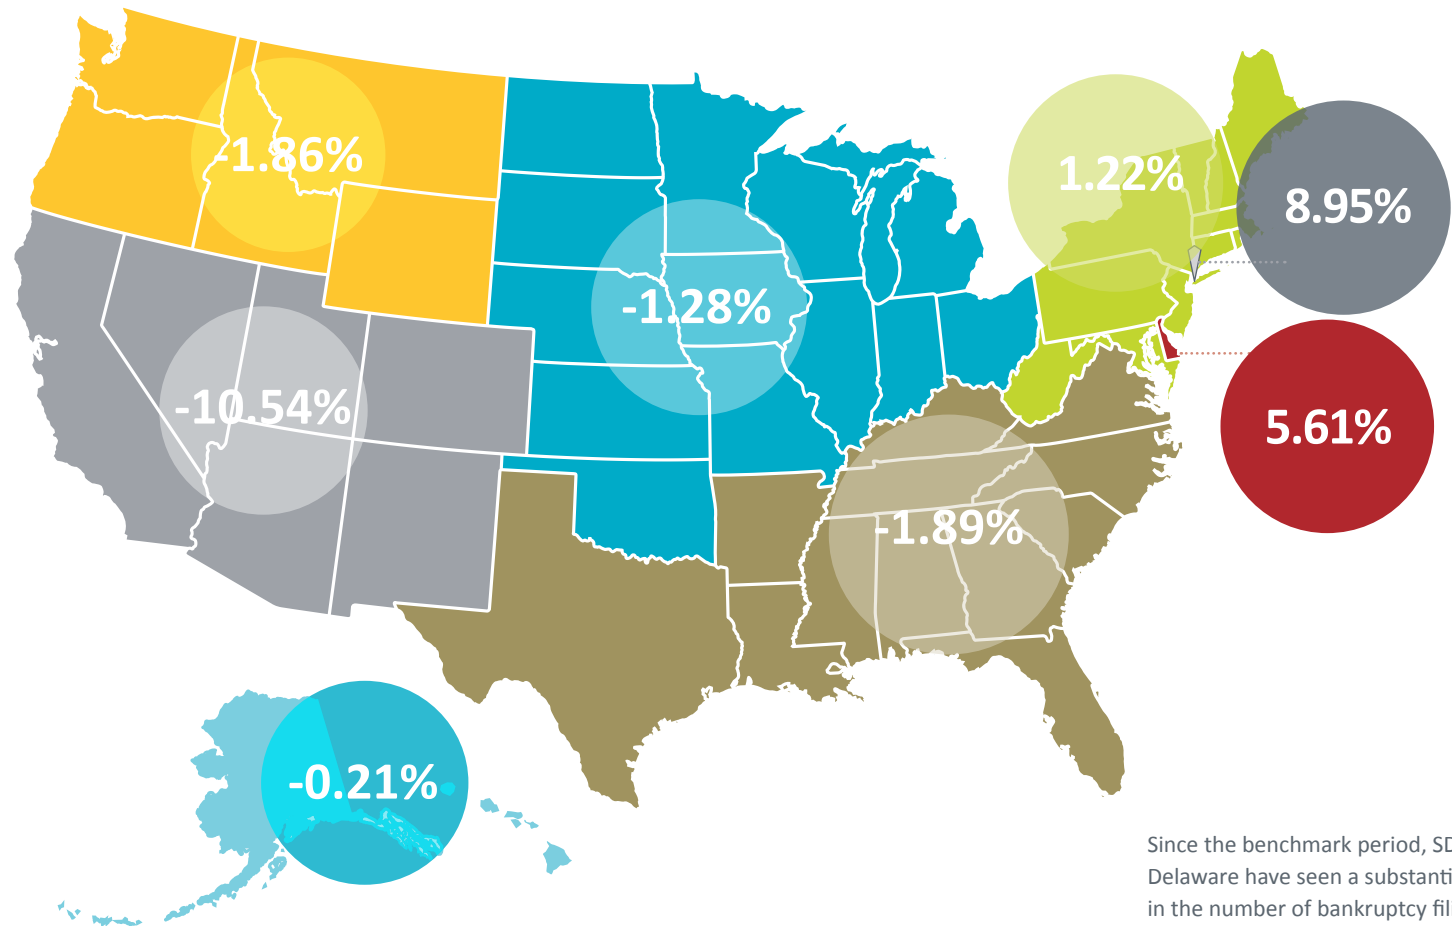 -1.86%
1.22%
8.95%
-1.28%
-10.54%
5.61%
-1.89%
-0.21%
Since the benchmark period, SD
Delaware have seen a substanti
in the number of bankruptcy fil